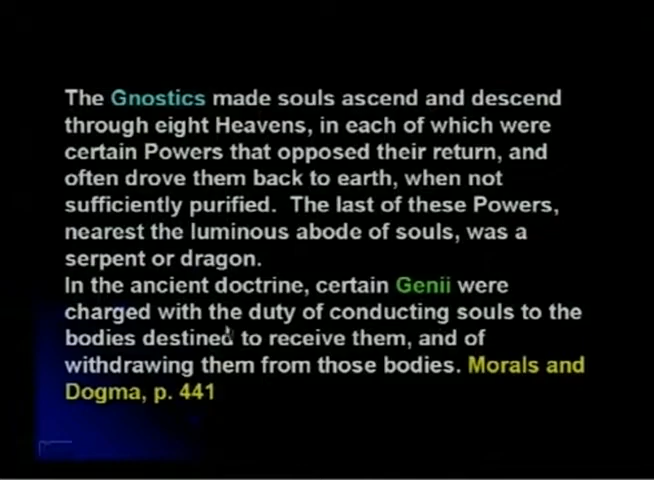 The Gnostics made souls ascend and descend
through eight Heavens, in each of which were
certain Powers that opposed their return, and
often drove them back to earth, when not
sufficiently purified.  The last of these Powers,
nearest the luminous abode of souls, was a
serpent or dragon.
In the ancient doctrine, certain Genii were
charged with the duty of conducting souls to the
bodies destined to receive them, and of
withdrawing them from those bodies. Morals and
Dogma, p. 441